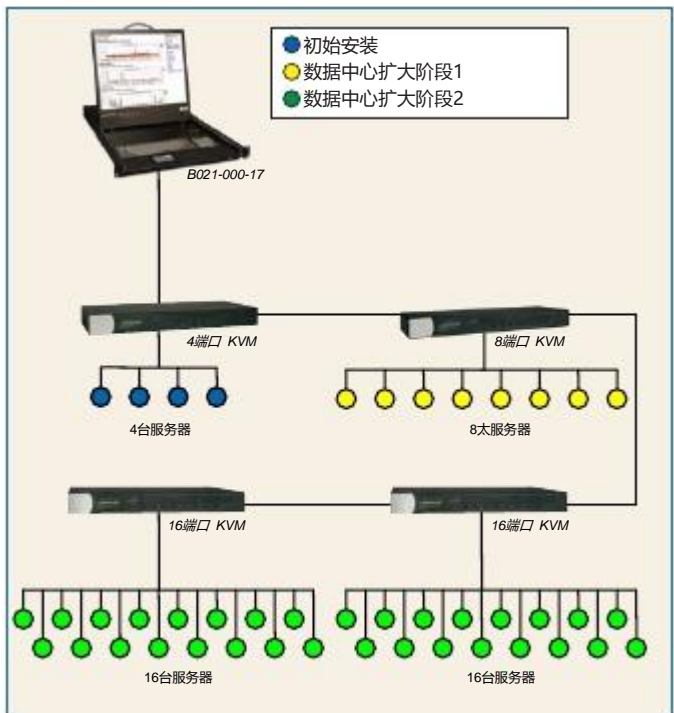 初始安装
数据中心扩大阶段1
数据中心扩大阶段2
B021-000-17
4端口 KVM
8端口 KVM
4台服务器
8太服务器
16端口 KVM
16端口 KVM
16台服务器
16台服务器